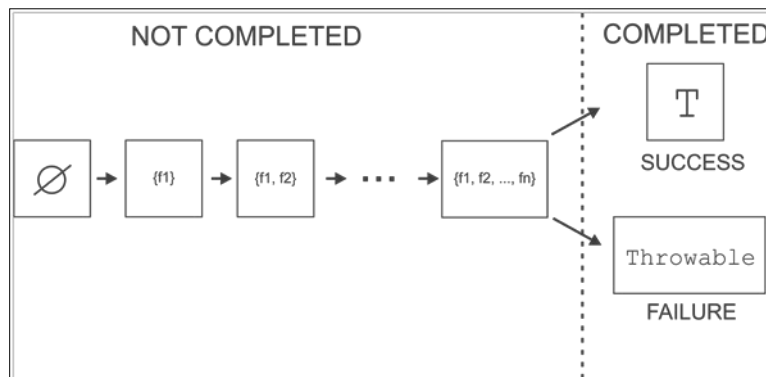 NOT COMPLETED
COMPLETED
T
SUCCESS
∅
{f1}
{f1, f2}
...
{f1, f2, ..., fn}
Throwable
FAILURE